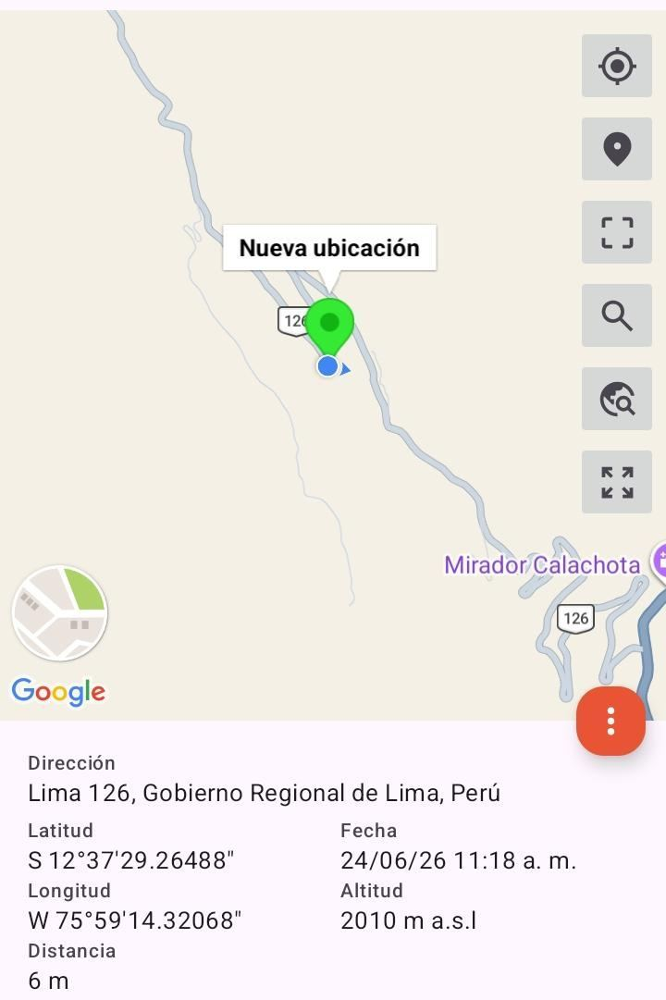 Nueva ubicación
126
Mirador Calachota
126
Google
Dirección
Lima 126, Gobierno Regional de Lima, Perú
Latitud
S 12°37'29.26488"
Fecha
24/06/26 11:18 a. m.
Longitud
W 75°59'14.32068"
Altitud
2010 m a.s.l
Distancia
6 m